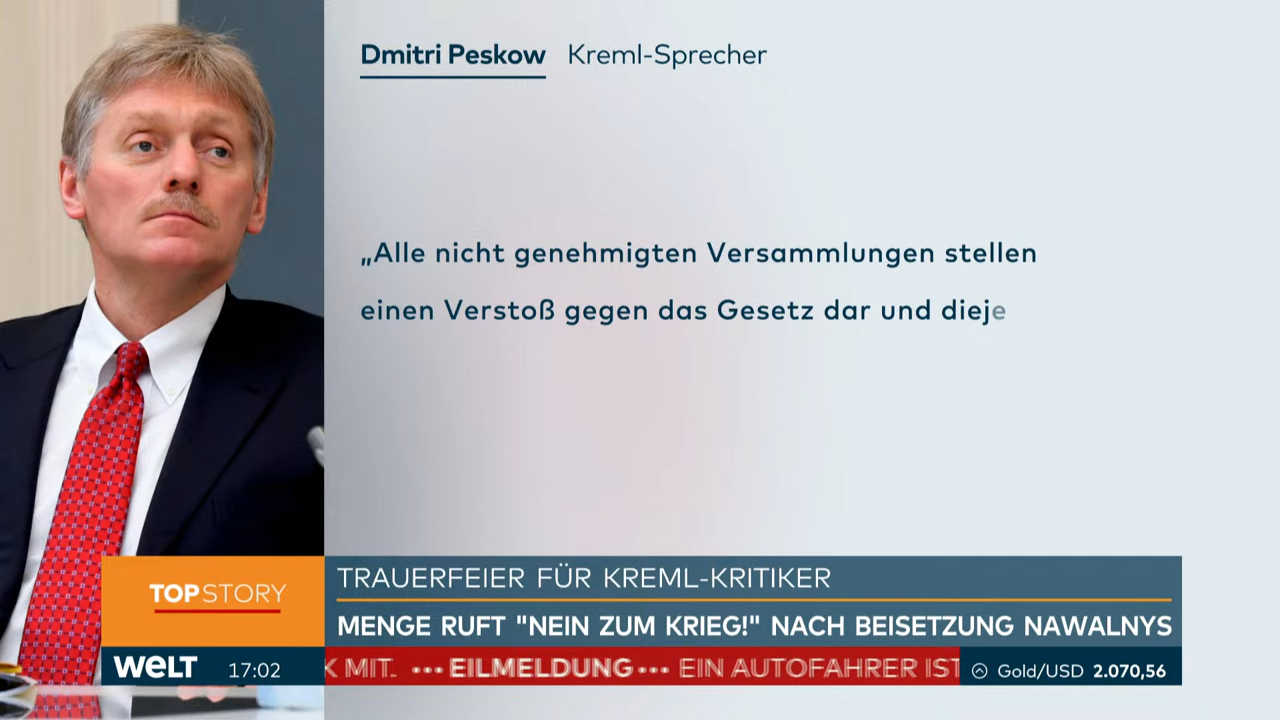 Dmitri Peskow Kreml-Sprecher
„Alle nicht genehmigten Versammlungen stellen
einen Verstoß gegen das Gesetz dar und dieje
TOPSTORY
TRAUERFEIER FÜR KREML-KRITIKER
MENGE RUFT "NEIN ZUM KRIEG!" NACH BEISETZUNG NAWALNYS
welt 17:02 K MIT. ••• EILMELDUNG ••• EIN AUTOFAHRER IST Gold/USD 2.070,56